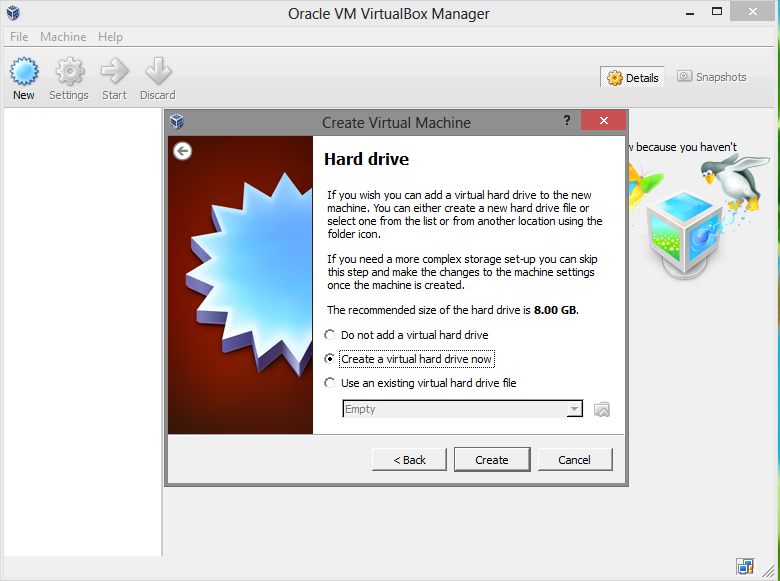 Oracle VM VirtualBox Manager
File Machine Help
New Settings Start Discard
Details Snapshots
Create Virtual Machine
? 
because you haven't
Hard drive
If you wish you can add a virtual hard drive to the new
machine. You can either create a new hard drive file or
select one from the list or from another location using the
folder icon.
If you need a more complex storage set-up you can skip
this step and make the changes to the machine settings
once the machine is created.
The recommended size of the hard drive is 8.00 GB.
Do not add a virtual hard drive
Create a virtual hard drive now
Use an existing virtual hard drive file
Empty
< Back Create Cancel